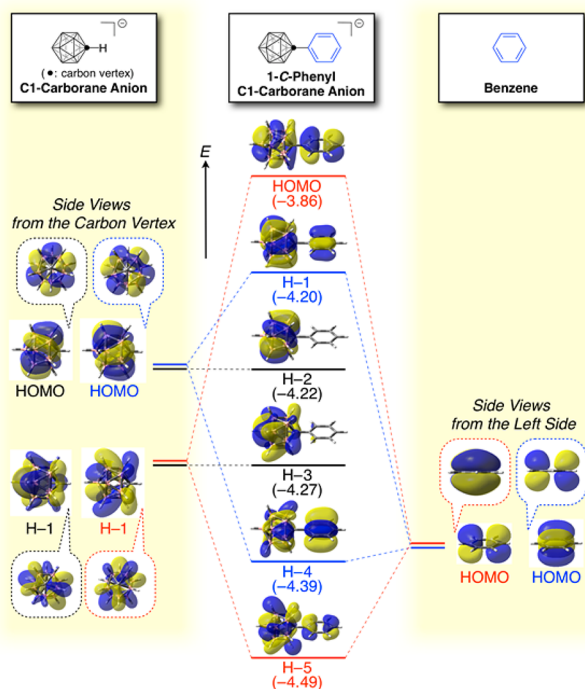 H
(●: carbon vertex)
C1-Carborane Anion
1-C-Phenyl
C1-Carborane Anion
Benzene
E
Side Views
from the Carbon Vertex
HOMO
HOMO
H–1
H–1
HOMO
(−3.86)
H–1
(−4.20)
H–2
(−4.22)
H–3
(−4.27)
H–4
(−4.39)
H–5
(−4.49)
Side Views
from the Left Side
HOMO
HOMO